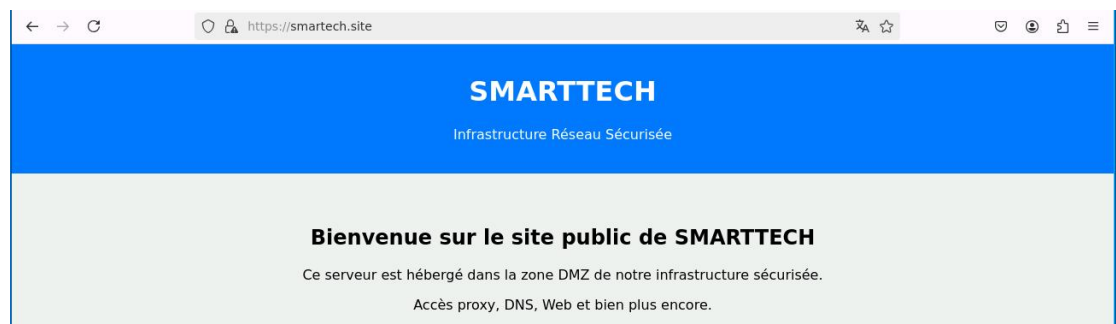 https://smartech.site
SMARTTECH
Infrastructure Réseau Sécurisée
Bienvenue sur le site public de SMARTTECH
Ce serveur est hébergé dans la zone DMZ de notre infrastructure sécurisée.
Accès proxy, DNS, Web et bien plus encore.